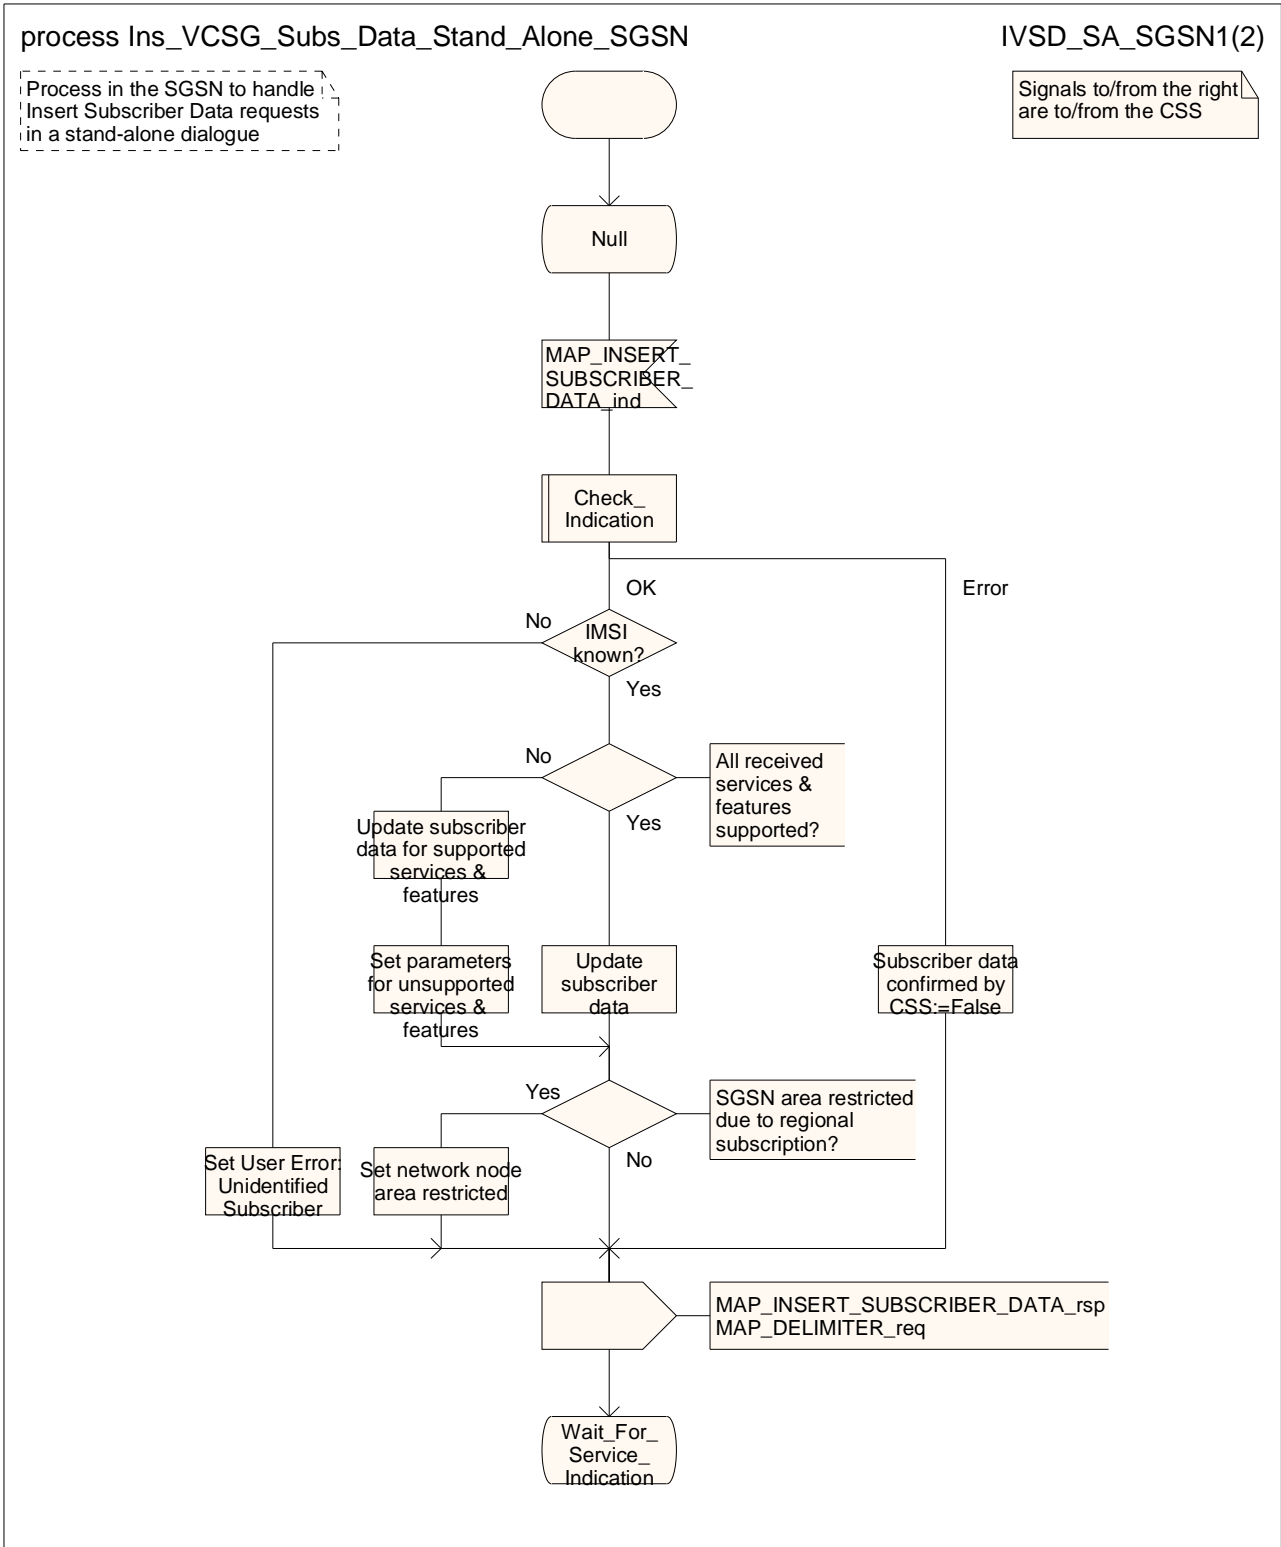 process Ins_VCSG_Subs_Data_Stand_Alone_SGSN
IVSD_SA_SGSN1(2)
Process in the SGSN to handle
Insert Subscriber Data requests
in a stand-alone dialogue
Signals to/from the right
are to/from the CSS
Null
MAP_INSERT_
SUBSCRIBER_
DATA_ind
Check_
Indication
OK
Error
No
IMSI
known?
Yes
No
All received
services &
features
supported?
Yes
Update subscriber
data for supported
services &
features
Set parameters
for unsupported
services &
features
Update
subscriber
data
Subscriber data
confirmed by
CSS:=False
Yes
SGSN area restricted
due to regional
subscription?
No
Set User Error:
Unidentified
Subscriber
Set network node
area restricted
MAP_INSERT_SUBSCRIBER_DATA_rsp
MAP_DELIMITER_req
Wait_For_
Service_
Indication